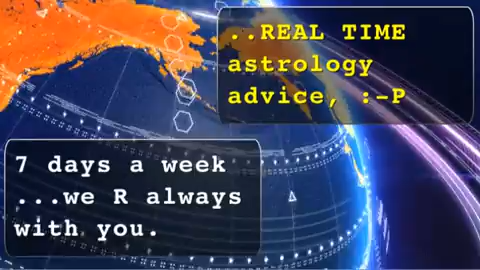 ..REAL TIME
astrology
advice, :-P
7 days a week
...we R always
with you.